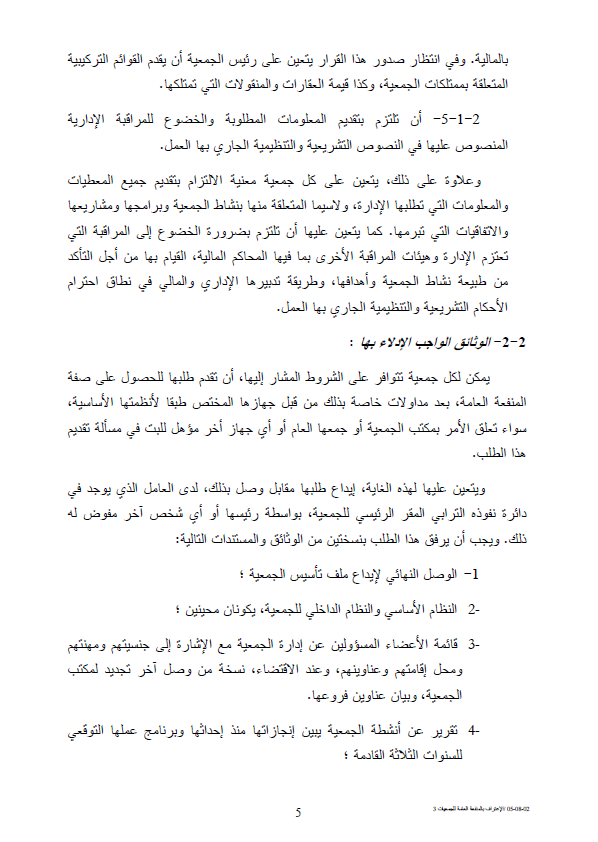 بالمالية. وفي انتظار صدور هذا القرار يتعين على رئيس الجمعية أن يقدم القوائم التركيبية
المتعلقة بممتلكات الجمعية، وكذا قيمة العقارات والمنقولات التي تمتلكها.
2-1-5- أن تلتزم بتقديم المعلومات المطلوبة والخضوع للمراقبة الإدارية
المنصوص عليها في النصوص التشريعية والتنظيمية الجاري بها العمل.
وعلاوة على ذلك، يتعين على كل جمعية معنية الالتزام بتقديم جميع المعطيات
والمعلومات التي تطلبها الإدارة، ولاسيما المتعلقة منها بنشاط الجمعية وبرامجها ومشاريعها
والاتفاقيات التي تبرمها. كما يتعين عليها أن تلتزم بضرورة الخضوع إلى المراقبة التي
تعتزم الإدارة وهيئات المراقبة الأخرى بما فيها المحاكم المالية، القيام بها من أجل التأكد
من طبيعة نشاط الجمعية وأهدافها، وطريقة تدبيرها الإداري والمالي في نطاق احترام
الأحكام التشريعية والتنظيمية الجاري بها العمل.
2-2- الوثائق الواجب الإدلاء بها :
يمكن لكل جمعية تتوافر على الشروط المشار إليها، أن تقدم طلبها للحصول على صفة
المنفعة العامة، بعد مداولات خاصة بذلك من قبل جهازها المختص طبقا لأنظمتها الأساسية،
سواء تعلق الأمر بمكتب الجمعية أو جمعها العام أو أي جهاز أخر مؤهل للبت في مسألة تقديم
هذا الطلب.
ويتعين عليها لهذه الغاية، إيداع طلبها مقابل وصل بذلك، لدى العامل الذي يوجد في
دائرة نفوذه الترابي المقر الرئيسي للجمعية، بواسطة رئيسها أو أي شخص آخر مفوض له
ذلك. ويجب أن يرفق هذا الطلب بنسختين من الوثائق والمستندات التالية:
1- الوصل النهائي لإيداع ملف تأسيس الجمعية ؛
2- النظام الأساسي والنظام الداخلي للجمعية، يكونان محينين ؛
3- قائمة الأعضاء المسؤولين عن إدارة الجمعية مع الإشارة إلى جنسيتهم ومهنتهم
ومحل إقامتهم وعناوينهم، وعند الاقتضاء، نسخة من وصل آخر تجديد لمكتب
الجمعية، وبيان عناوين فروعها.
4- تقرير عن أنشطة الجمعية يبين إنجازاتها منذ إحداثها وبرنامج عملها التوقعي
للسنوات الثلاثة القادمة ؛
05-08-02 /الإعتراف بالمنفعة العامة للجمعيات 3
5